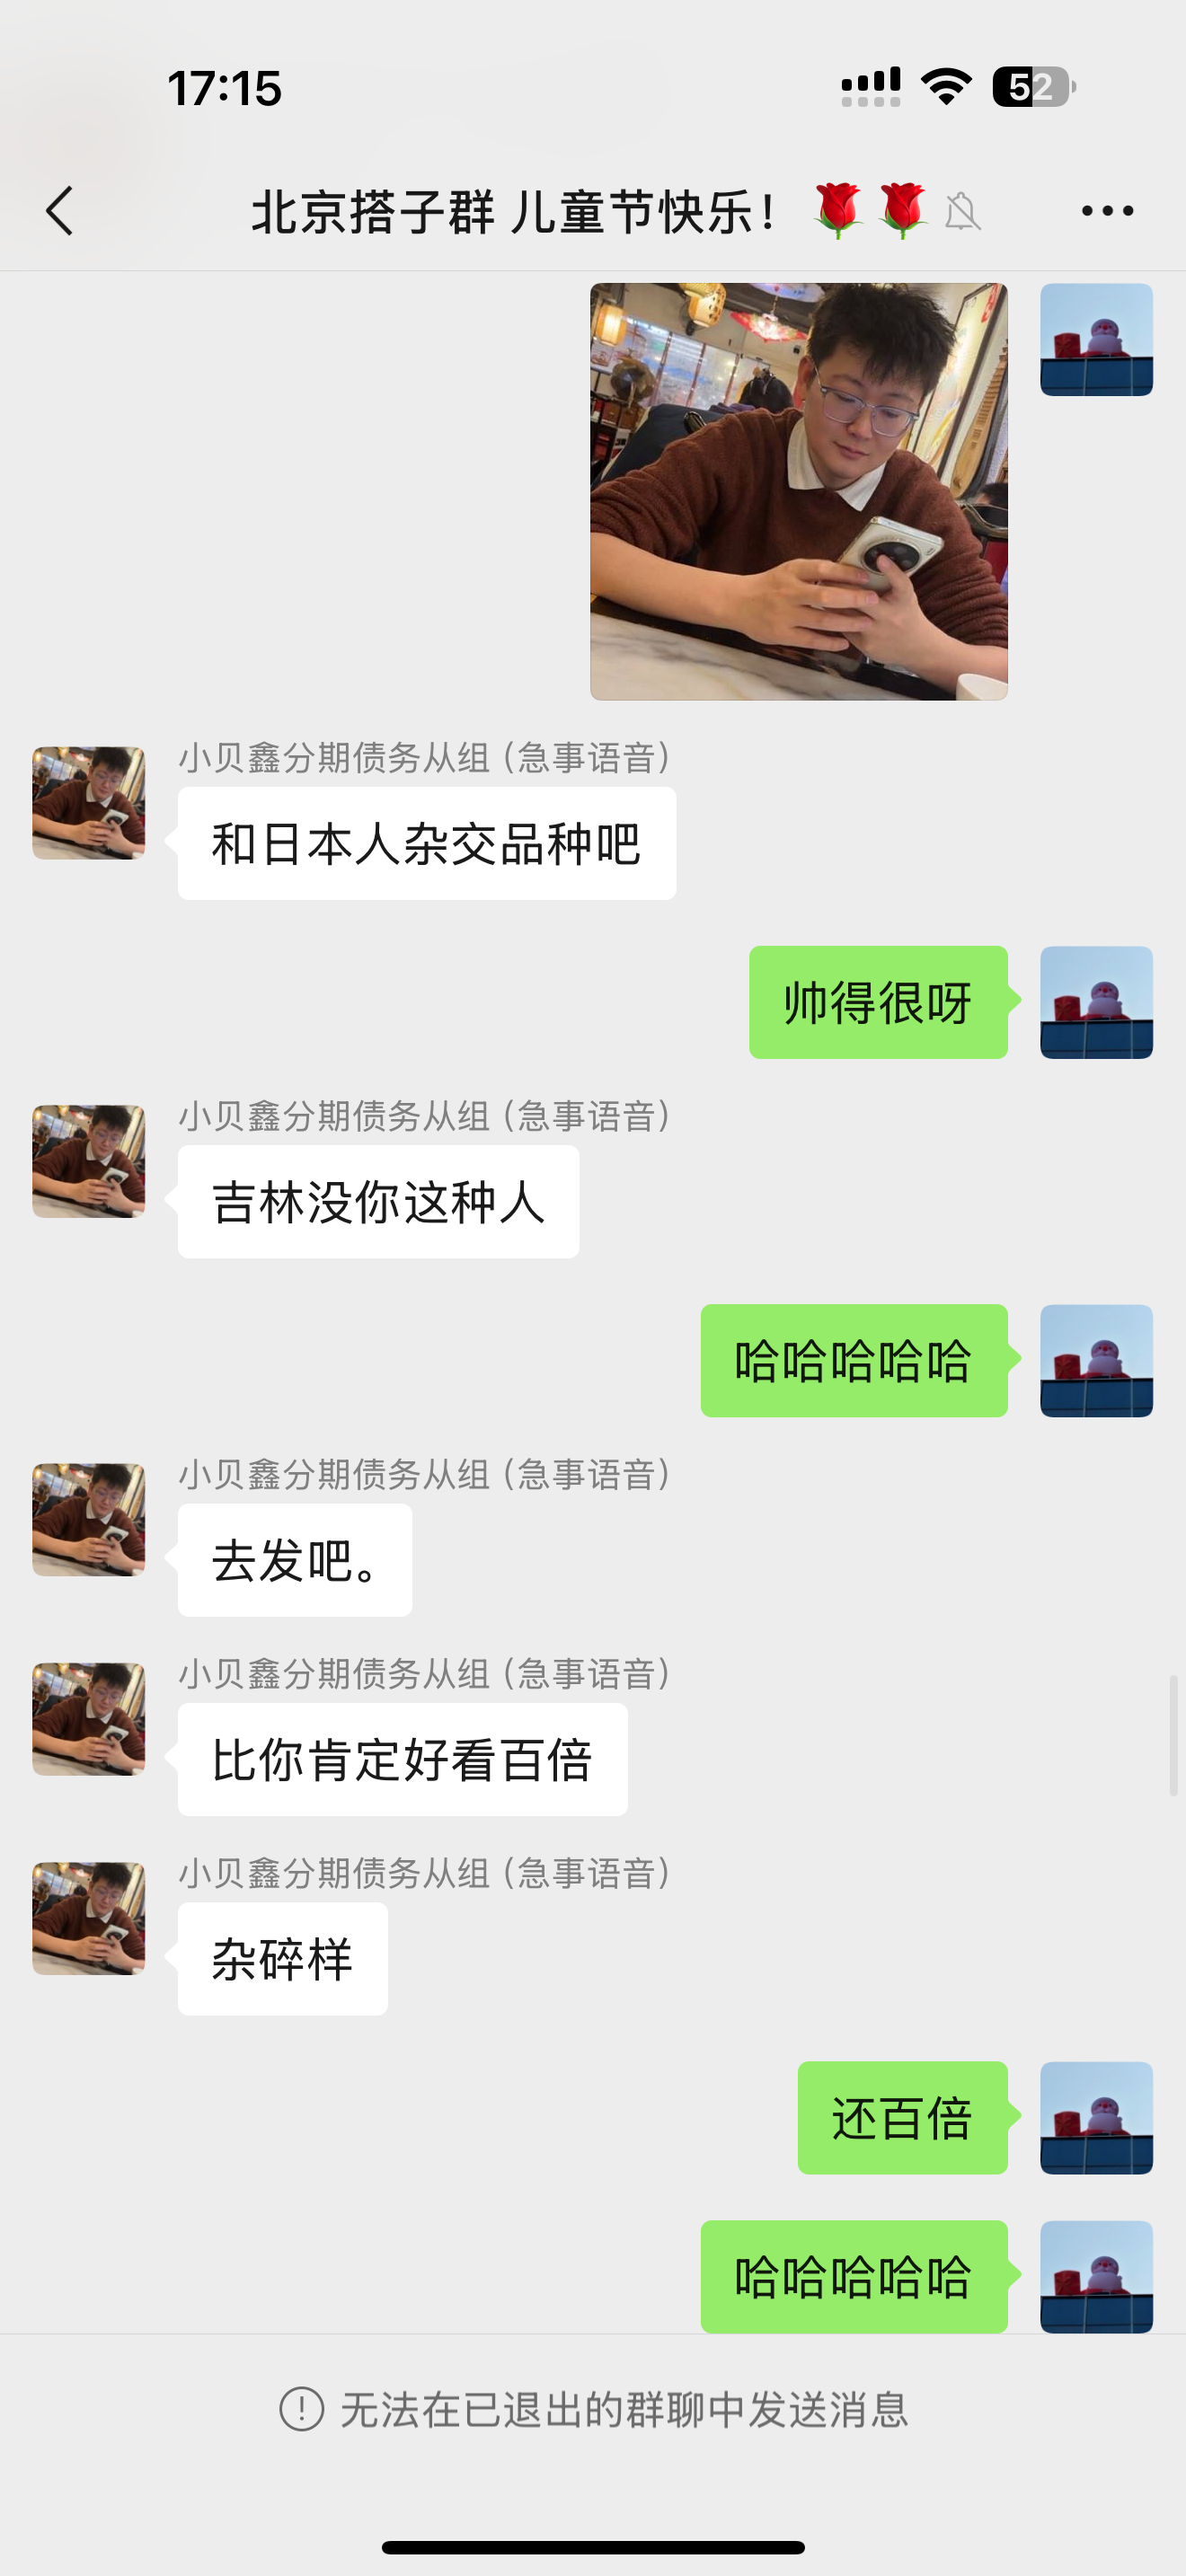 17:15
52
北京搭子群 儿童节快乐！🌹🌹
小贝鑫分期债务从组（急事语音）
和日本人杂交品种吧
帅得很呀
小贝鑫分期债务从组（急事语音）
吉林没你这种人
哈哈哈哈哈
小贝鑫分期债务从组（急事语音）
去发吧。
小贝鑫分期债务从组（急事语音）
比你肯定好看百倍
小贝鑫分期债务从组（急事语音）
杂碎样
还百倍
哈哈哈哈哈
无法在已退出的群聊中发送消息